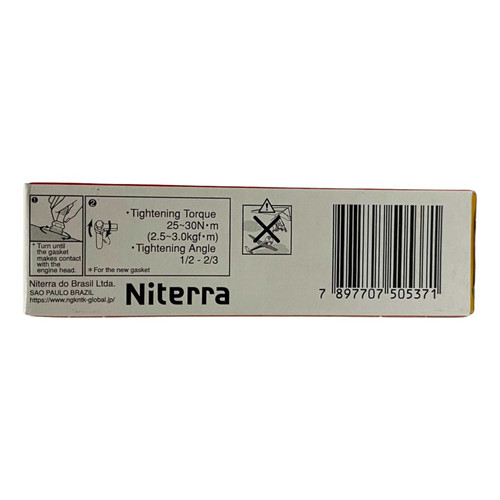 1
* Turn until
the gasket
makes contact
with the
engine head.
2
・Tightening Torque
25~30N・m
(2.5~3.0kgf・m)
・Tightening Angle
1/2 - 2/3
* For the new gasket
Niterra do Brasil Ltda.
SAO PAULO BRAZIL
https://www.ngkntk-global.jp/
Niterra
7 897707 505371